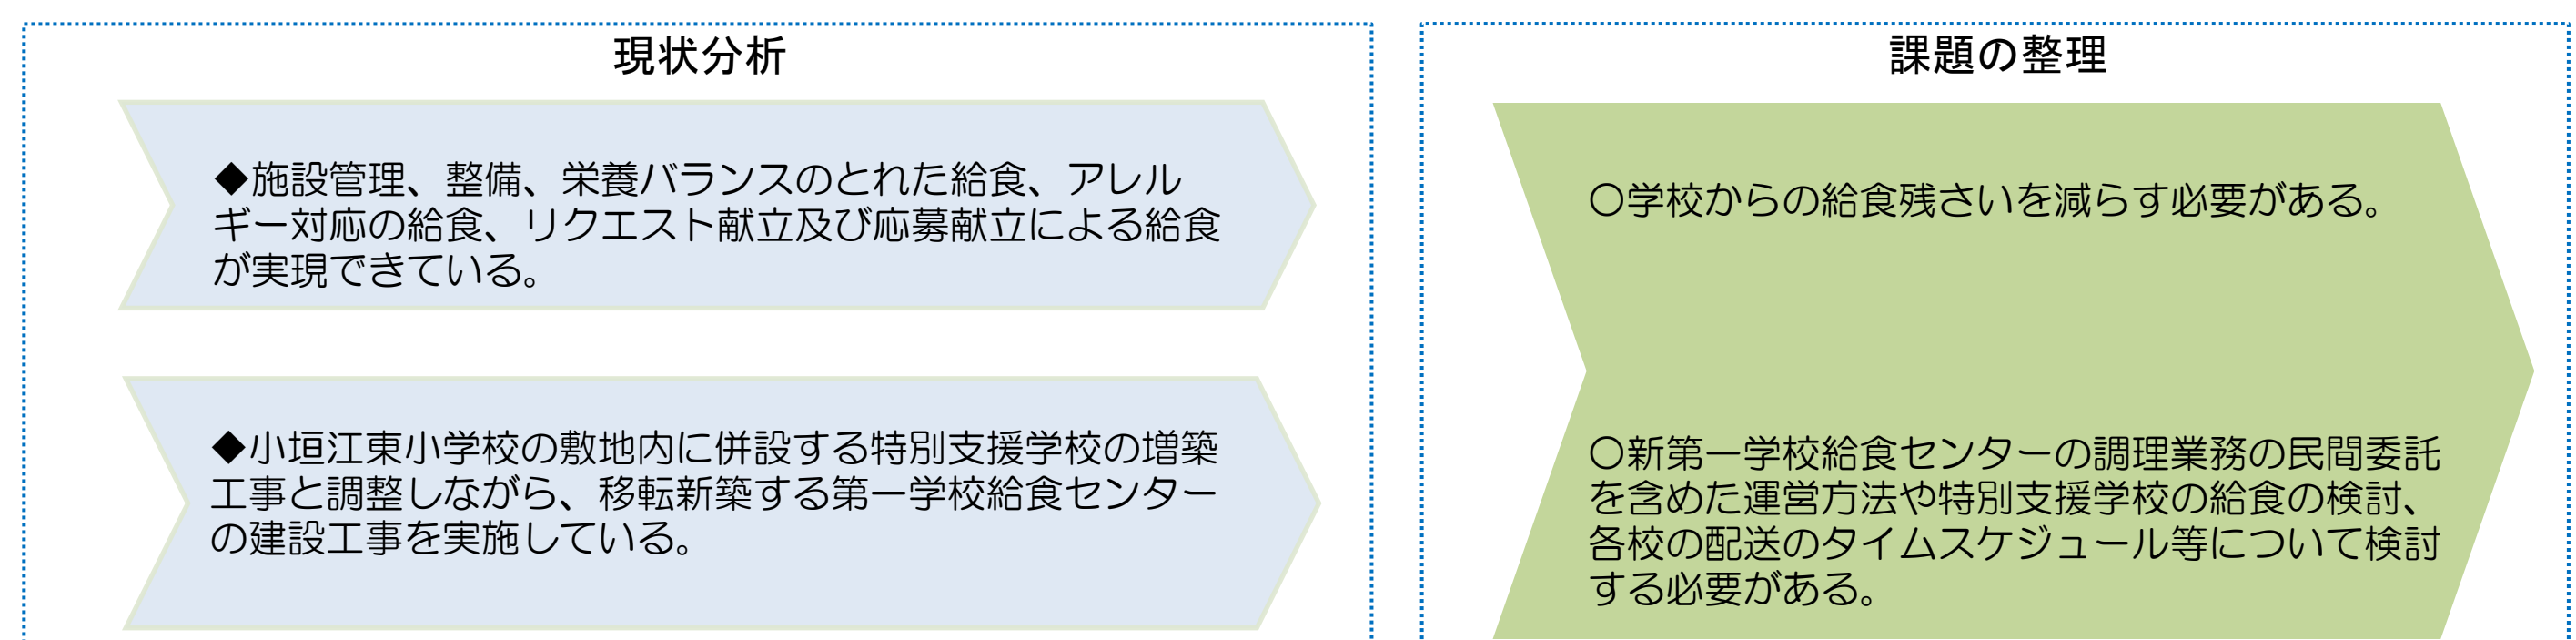 現状分析
◆施設管理、整備、栄養バランスのとれた給食、アレル
ギー対応の給食、リクエスト献立及び応募献立による給食
が実現できている。
◆小垣江東小学校の敷地内に併設する特別支援学校の増築
工事と調整しながら、移転新築する第一学校給食センター
の建設工事を実施している。
課題の整理
〇学校からの給食残さいを減らす必要がある。
〇新第一学校給食センターの調理業務の民間委託
を含めた運営方法や特別支援学校の給食の検討、
各校の配送のタイムスケジュール等について検討
する必要がある。